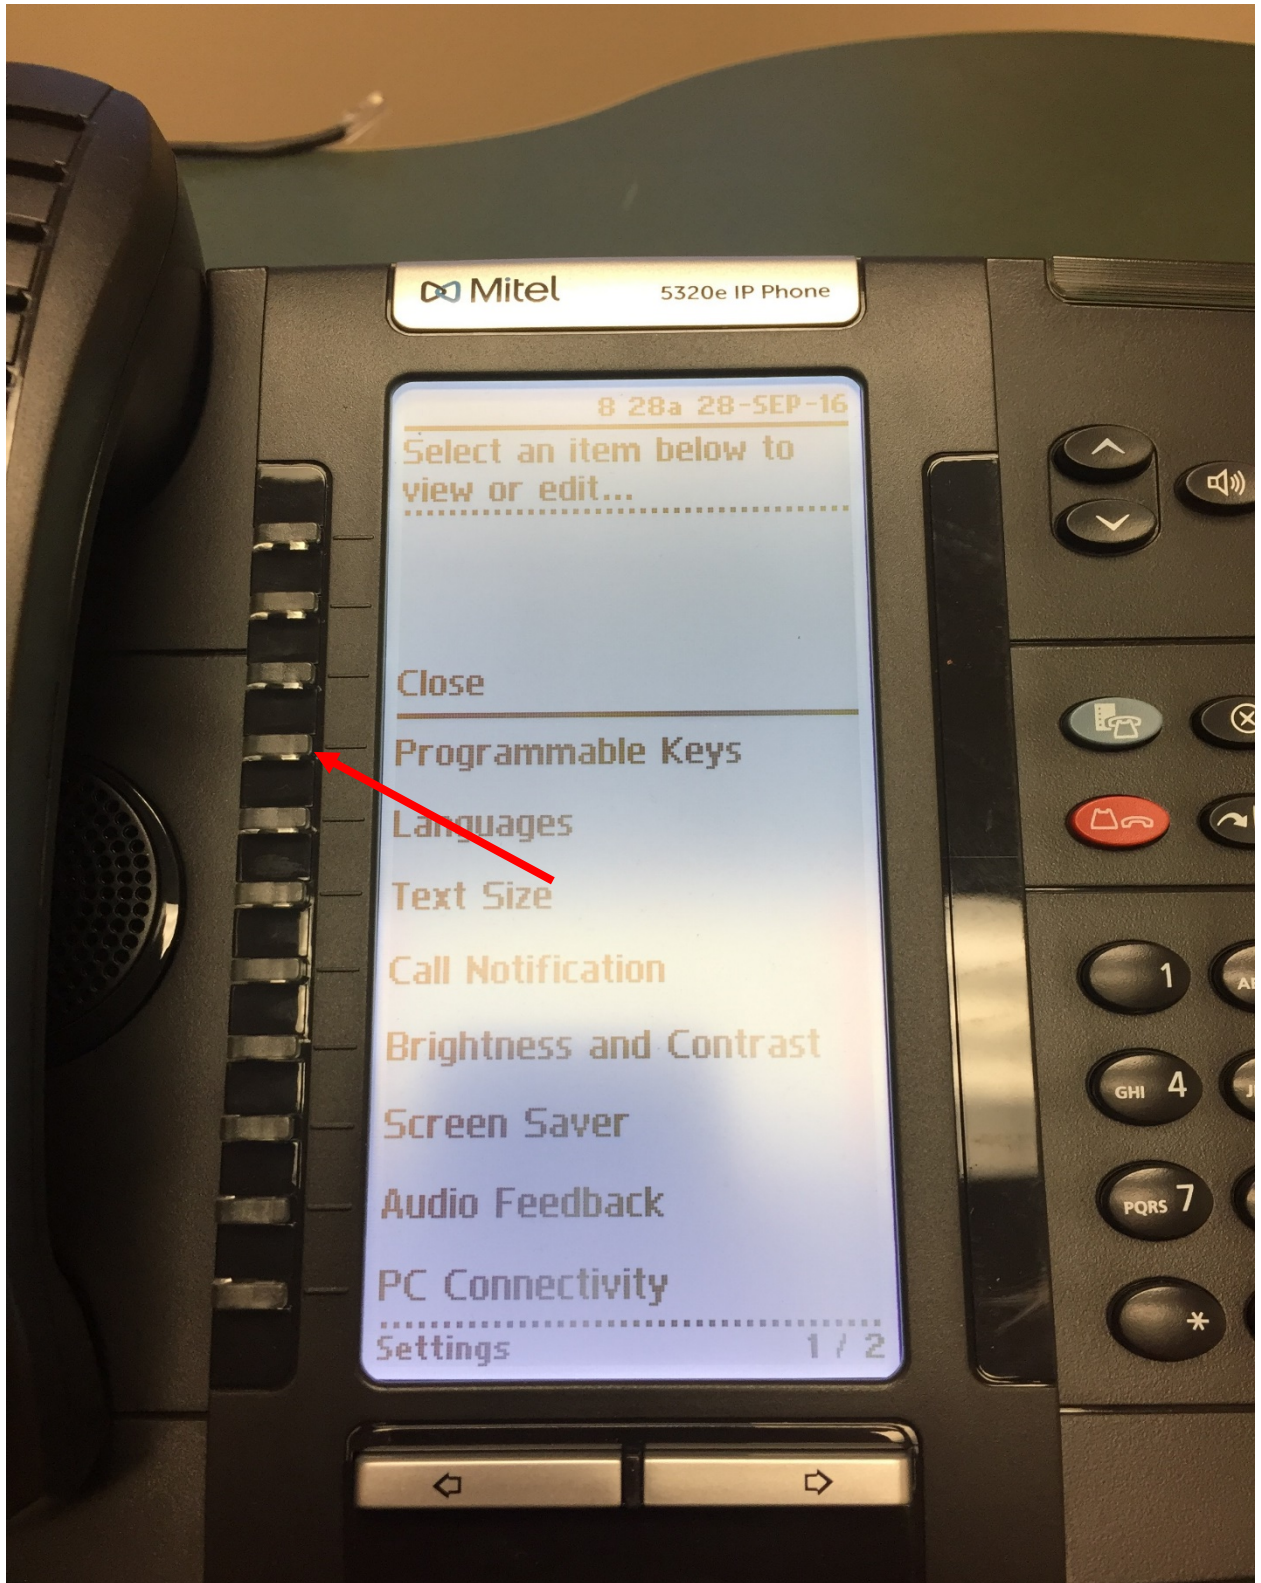 Mitel 5320e IP Phone
8 28a 28-SEP-16
Select an item below to
view or edit...
Close
Programmable Keys
Languages
Text Size
Call Notification
Brightness and Contrast
Screen Saver
Audio Feedback
PC Connectivity
Settings 1 / 2
1
GHI 4
PQRS 7
*